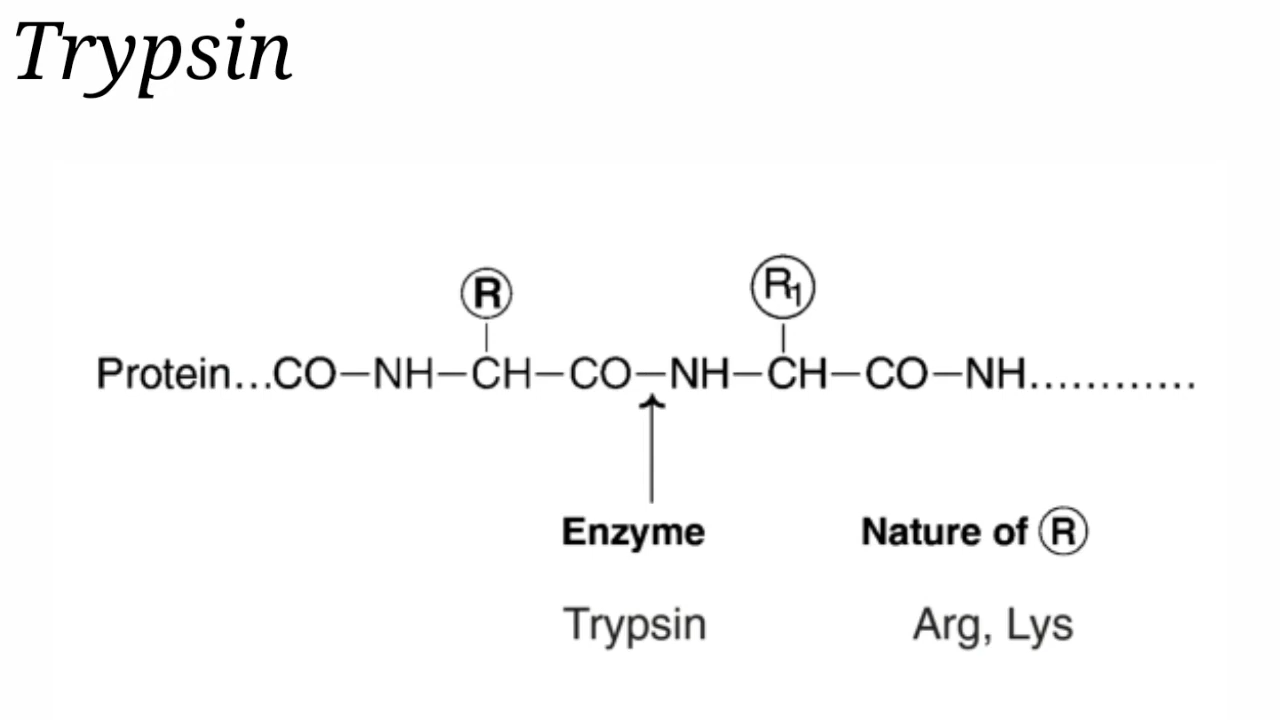 Trypsin
R R1
Protein...CO–NH–CH–CO–NH–CH–CO–NH............
Enzyme Nature of R
Trypsin Arg, Lys